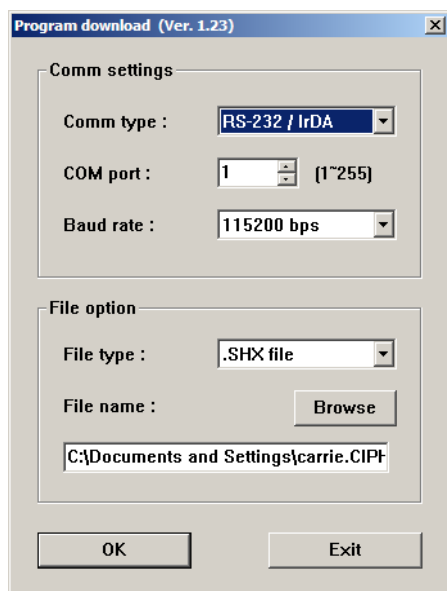 Program download (Ver. 1.23)
Comm settings
Comm type : RS-232 / IrDA
COM port : 1 (1~255)
Baud rate : 115200 bps
File option
File type : .SHX file
File name : Browse
C:\Documents and Settings\carrie.CIPH
OK Exit